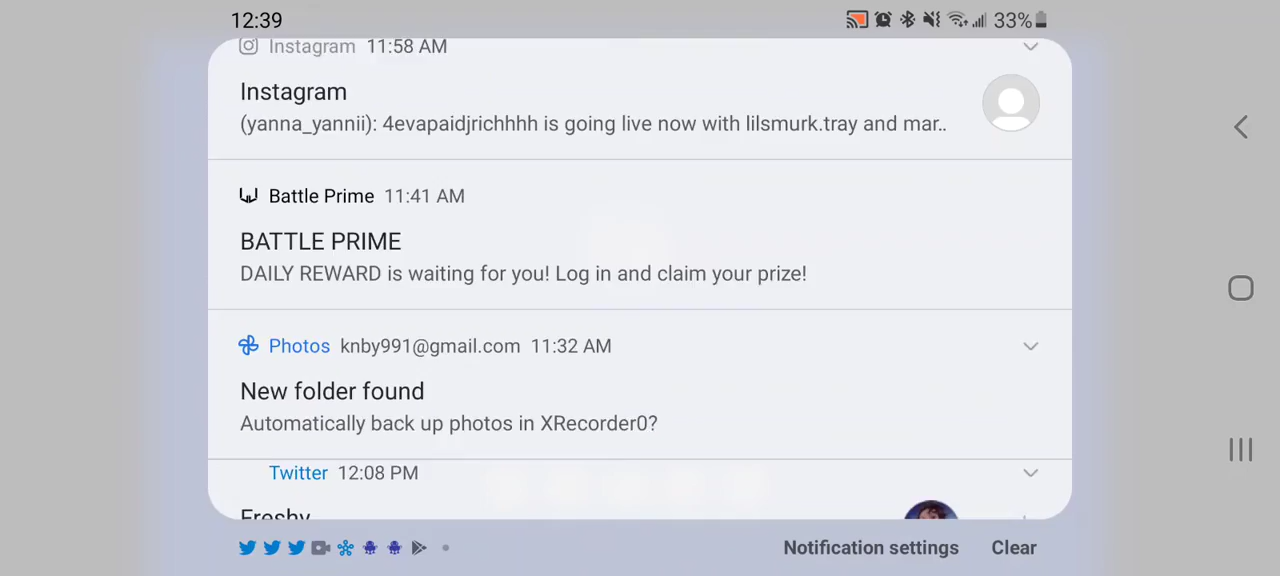 12:39
33%
Instagram 11:58 AM
Instagram
(yanna_yannii): 4evapaidjrichhhh is going live now with lilsmurk.tray and mar..
Battle Prime 11:41 AM
BATTLE PRIME
DAILY REWARD is waiting for you! Log in and claim your prize!
Photos knby991@gmail.com 11:32 AM
New folder found
Automatically back up photos in XRecorder0?
Twitter 12:08 PM
Freshy
Notification settings Clear